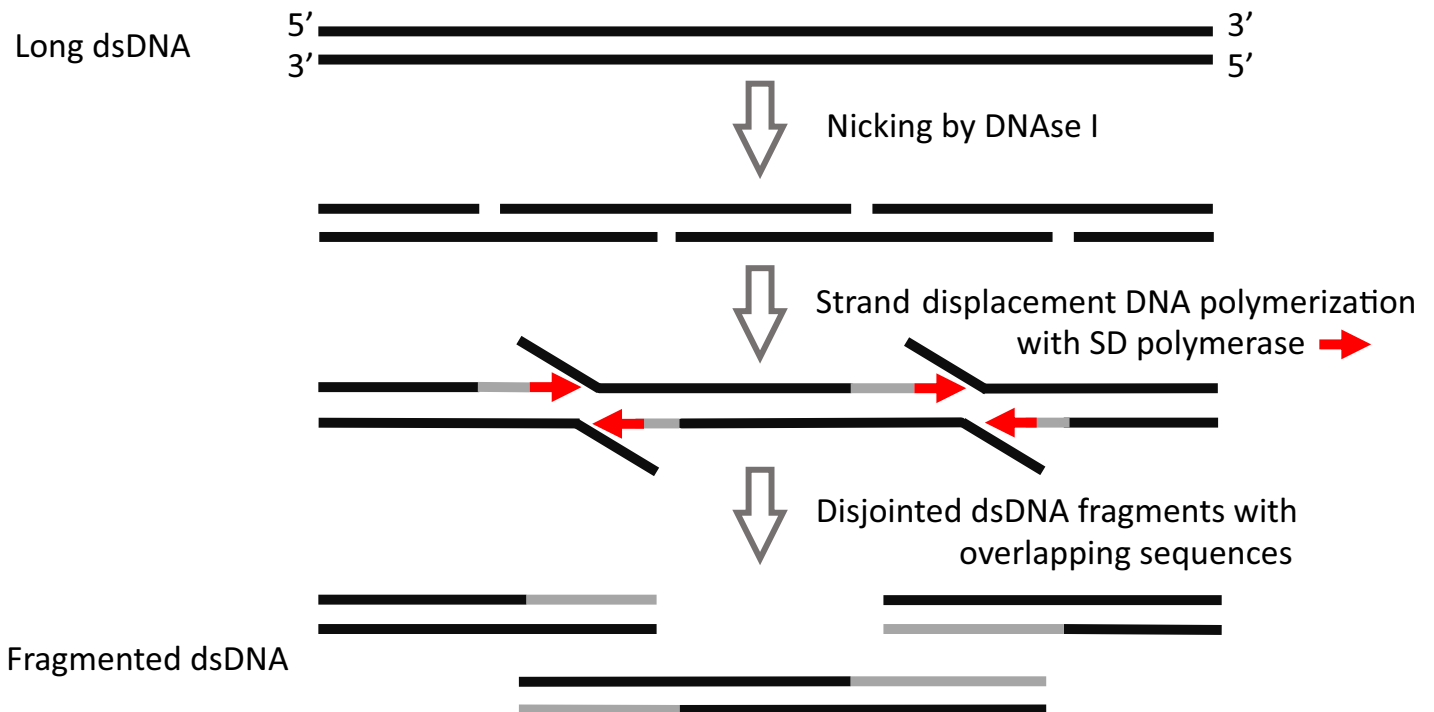 5’ 3’
Long dsDNA
3’ 5’
Nicking by DNAse I
Strand displacement DNA polymerization
with SD polymerase
Disjointed dsDNA fragments with
overlapping sequences
Fragmented dsDNA